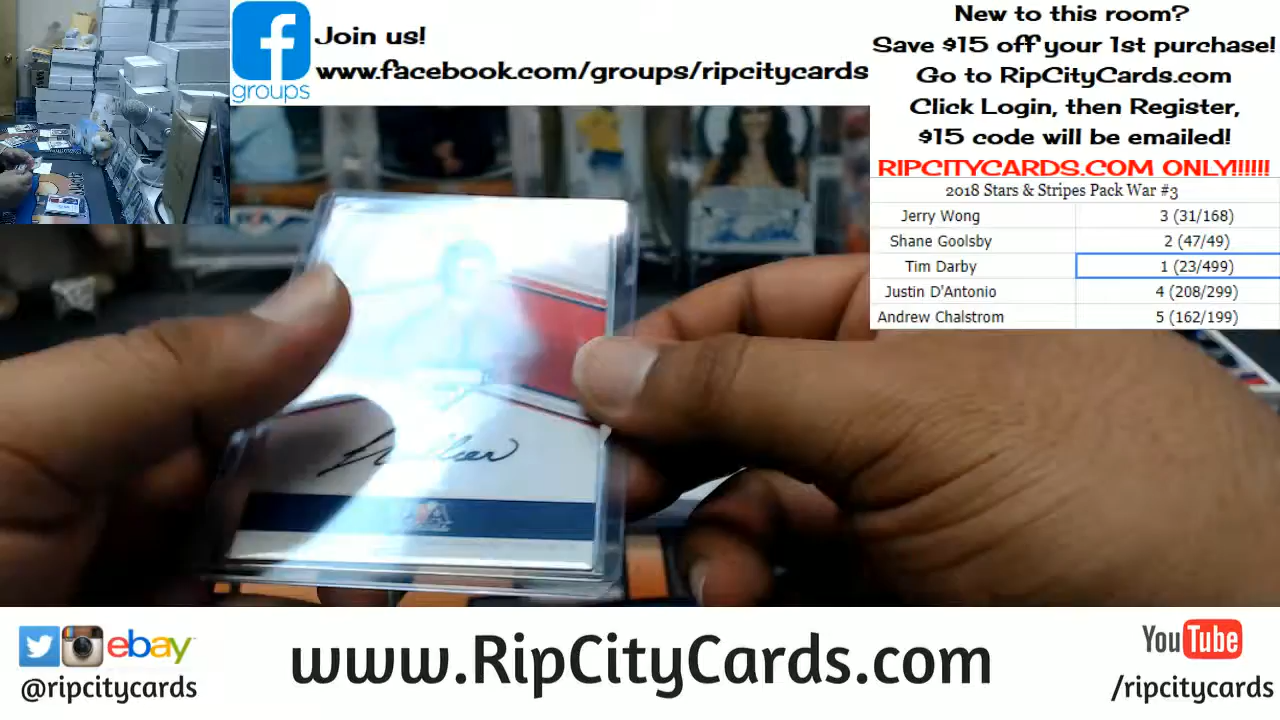 Join us!
www.facebook.com/groups/ripcitycards
groups
New to this room?
Save $15 off your 1st purchase!
Go to RipCityCards.com
Click Login, then Register,
$15 code will be emailed!
RIPCITYCARDS.COM ONLY!!!!!!
2018 Stars & Stripes Pack War #3
Jerry Wong 3 (31/168)
Shane Goolsby 2 (47/49)
Tim Darby 1 (23/499)
Justin D'Antonio 4 (208/299)
Andrew Chalstrom 5 (162/199)
ebay
@ripcitycards
www.RipCityCards.com
YouTube
/ripcitycards